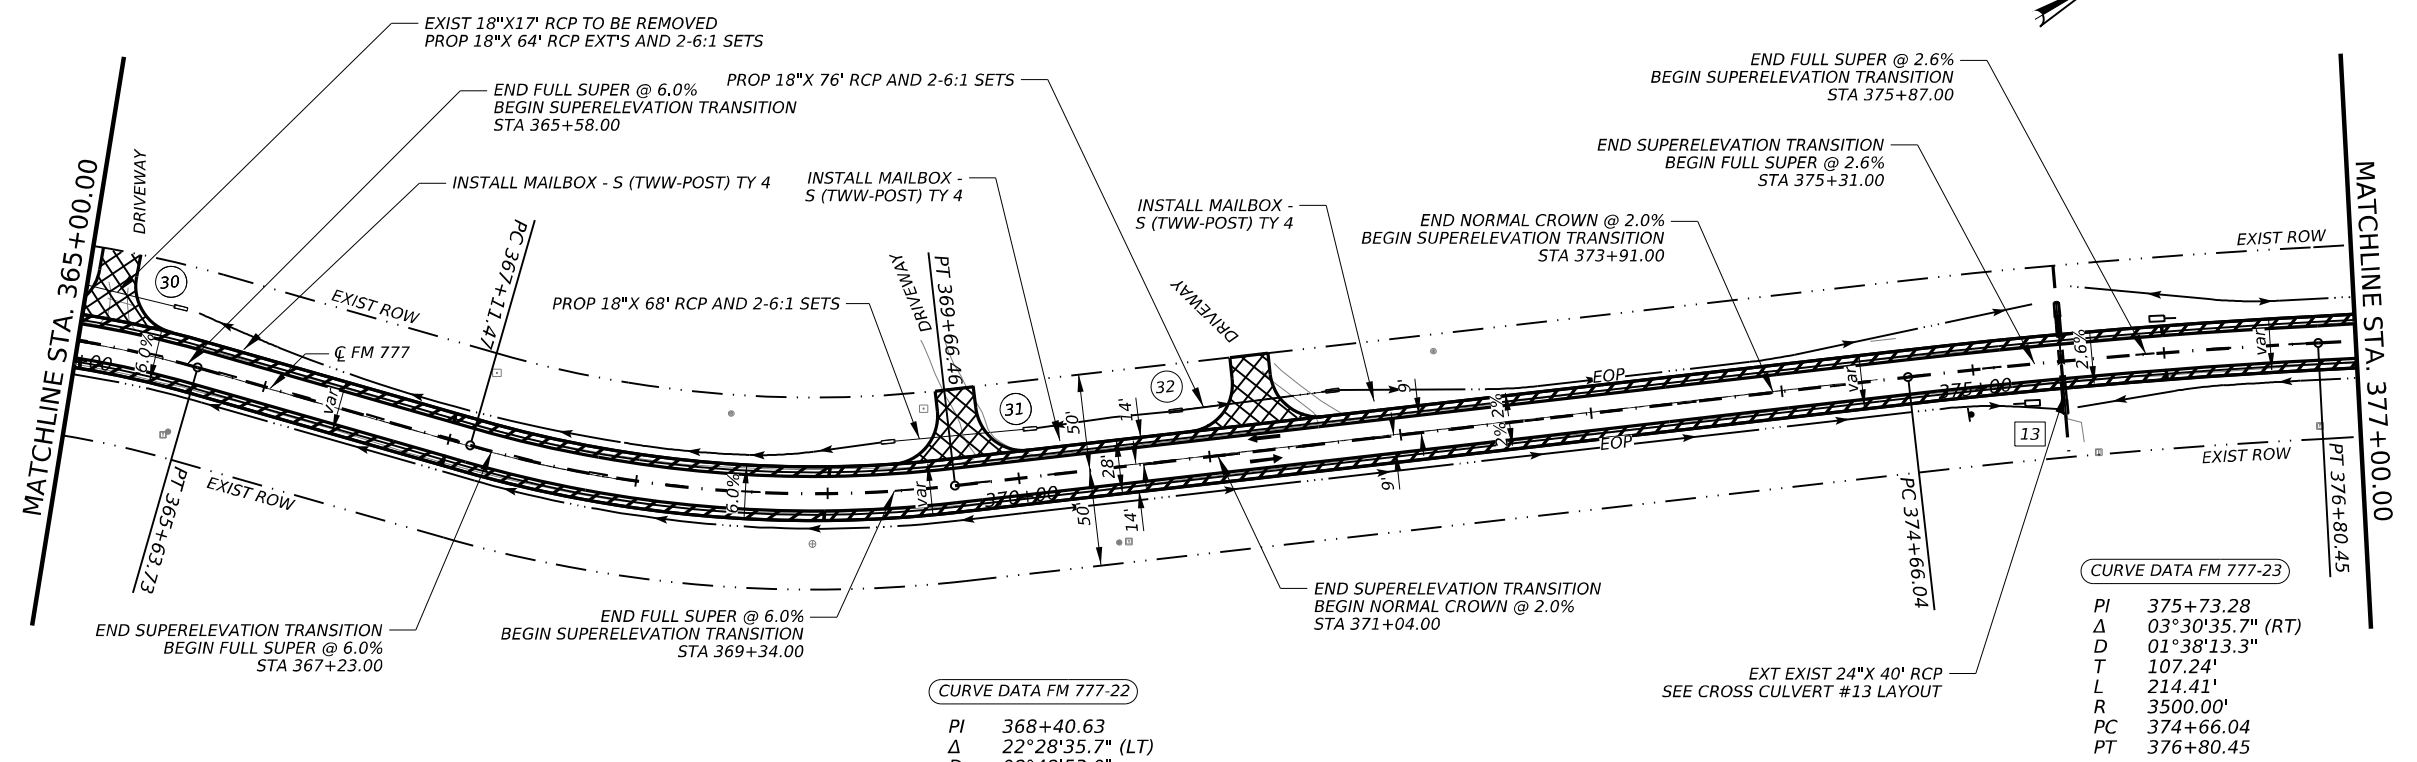 EXIST 18"X17' RCP TO BE REMOVED
PROP 18"X 64' RCP EXT'S AND 2-6:1 SETS
END FULL SUPER @ 6.0%
BEGIN SUPERELEVATION TRANSITION
STA 365+58.00
PROP 18"X 76' RCP AND 2-6:1 SETS
END FULL SUPER @ 2.6%
BEGIN SUPERELEVATION TRANSITION
STA 375+87.00
END SUPERELEVATION TRANSITION
BEGIN FULL SUPER @ 2.6%
STA 375+31.00
INSTALL MAILBOX - S (TWW-POST) TY 4
INSTALL MAILBOX -
S (TWW-POST) TY 4
INSTALL MAILBOX -
S (TWW-POST) TY 4
END NORMAL CROWN @ 2.0%
BEGIN SUPERELEVATION TRANSITION
STA 373+91.00
MATCHLINE STA. 365+00.00
DRIVEWAY
30
EXIST ROW
PC 367+11.47
PROP 18"X 68' RCP AND 2-6:1 SETS
DRIVEWAY
PT 369+66.46
DRIVEWAY
EXIST ROW
MATCHLINE STA. 377+00.00
℄ FM 777
+00
6.0%
var
31
32
50'
14'
9'
2%
2%
EOP
var
375+00
2.6%
var
6.0%
var
370+00
28'
50'
14'
9'
EOP
13
EXIST ROW
EXIST ROW
PT 365+63.73
PC 374+66.04
PT 376+80.45
END SUPERELEVATION TRANSITION
BEGIN FULL SUPER @ 6.0%
STA 367+23.00
END FULL SUPER @ 6.0%
BEGIN SUPERELEVATION TRANSITION
STA 369+34.00
END SUPERELEVATION TRANSITION
BEGIN NORMAL CROWN @ 2.0%
STA 371+04.00
EXT EXIST 24"X 40' RCP
SEE CROSS CULVERT #13 LAYOUT
CURVE DATA FM 777-22
PI 368+40.63
Δ 22°28'35.7" (LT)
CURVE DATA FM 777-23
PI 375+73.28
Δ 03°30'35.7" (RT)
D 01°38'13.3"
T 107.24'
L 214.41'
R 3500.00'
PC 374+66.04
PT 376+80.45